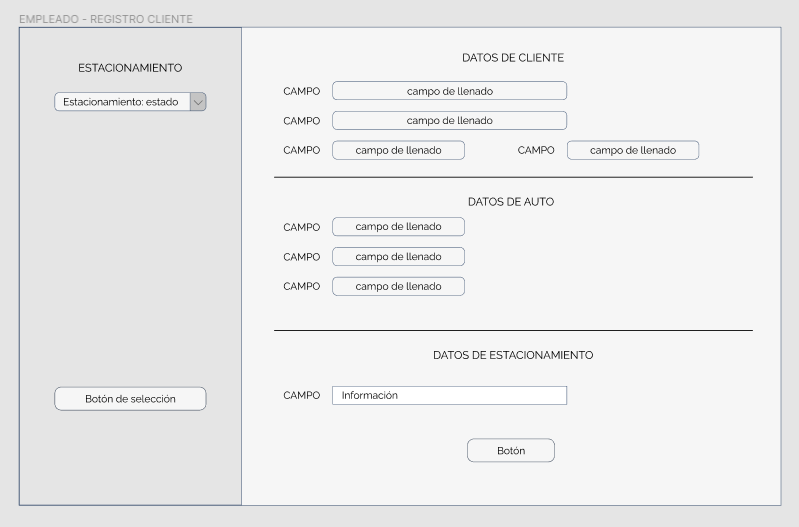 EMPLEADO - REGISTRO CLIENTE
ESTACIONAMIENTO
Estacionamiento: estado
Botón de selección
DATOS DE CLIENTE
CAMPO campo de llenado
CAMPO campo de llenado
CAMPO campo de llenado CAMPO campo de llenado
DATOS DE AUTO
CAMPO campo de llenado
CAMPO campo de llenado
CAMPO campo de llenado
DATOS DE ESTACIONAMIENTO
CAMPO Información
Botón